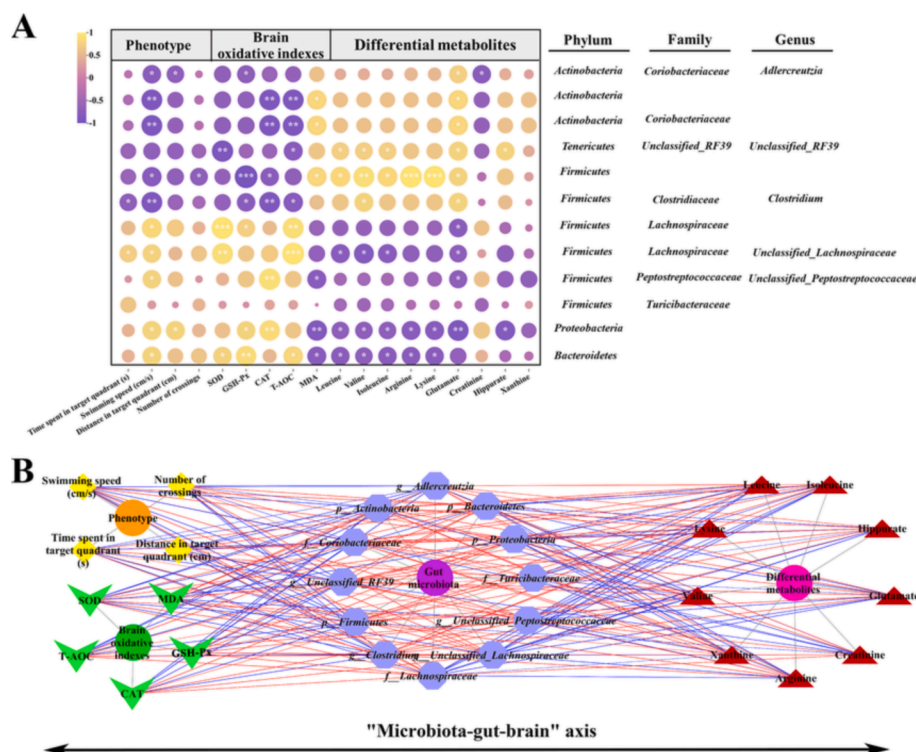 A
1
0.5
0
-0.5
-1
Phenotype
Brain
oxidative indexes
Differential metabolites
Phylum
Family
Genus
Actinobacteria
Coriobacteriaceae
Adlercreutzia
Actinobacteria
Actinobacteria
Coriobacteriaceae
Tenericutes
Unclassified_RF39
Unclassified_RF39
Firmicutes
Firmicutes
Clostridiaceae
Clostridium
Firmicutes
Lachnospiraceae
Firmicutes
Lachnospiraceae
Unclassified_Lachnospiraceae
Firmicutes
Peptostreptococcaceae
Unclassified_Peptostreptococcaceae
Firmicutes
Turicibacteraceae
Proteobacteria
Bacteroidetes
Time spent in target quadrant (s)
Swimming speed (cm/s)
Distance in target quadrant (cm)
Number of crossings
SOD
GSH-Px
CAT
T-AOC
MDA
Leucine
Valine
Isoleucine
Arginine
Lysine
Glutamate
Creatinine
Hippurate
Xanthine
B
Swimming speed
(cm/s)
Number of
crossings
Phenotype
Time spent in
target quadrant
(s)
Distance in target
quadrant (cm)
SOD
MDA
Brain
oxidative
indexes
T-AOC
GSH-Px
CAT
g__Adlercreutzia
p__Actinobacteria
p__Bacteroidetes
f__Coriobacteriaceae
p__Proteobacteria
g__Unclassified_RF39
Gut
microbiota
f__Turicibacteraceae
p__Firmicutes
g__Unclassified_Peptostreptococcaceae
g__Clostridium
g__Unclassified_Lachnospiraceae
f__Lachnospiraceae
Leucine
Isoleucine
Lysine
Hippurate
Differential
metabolites
Valine
Glutamate
Xanthine
Creatinine
Arginine
"Microbiota-gut-brain" axis